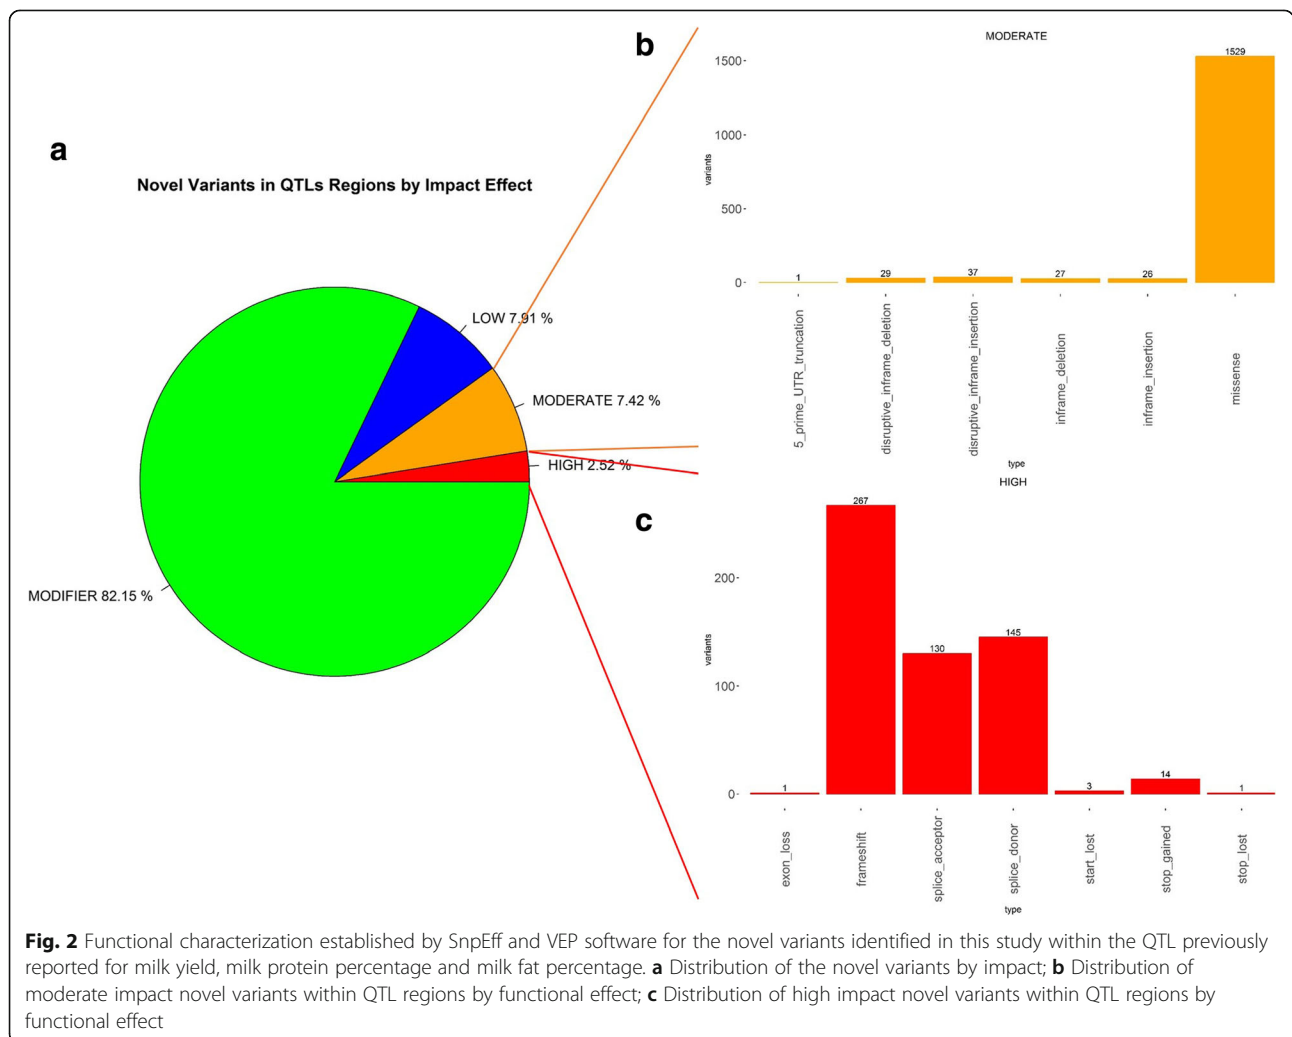 a
Novel Variants in QTLs Regions by Impact Effect
LOW 7.91 %
MODERATE 7.42 %
HIGH 2.52 %
MODIFIER 82.15 %
b
MODERATE
variants
1500
1000
500
0
1
29
37
27
26
1529
5_prime_UTR_truncation
disruptive_inframe_deletion
disruptive_inframe_insertion
inframe_deletion
inframe_insertion
missense
type
c
HIGH
variants
200
100
0
1
267
130
145
3
14
1
exon_loss
frameshift
splice_acceptor
splice_donor
start_lost
stop_gained
stop_lost
type
Fig. 2 Functional characterization established by SnpEff and VEP software for the novel variants identified in this study within the QTL previously
reported for milk yield, milk protein percentage and milk fat percentage. a Distribution of the novel variants by impact; b Distribution of
moderate impact novel variants within QTL regions by functional effect; c Distribution of high impact novel variants within QTL regions by
functional effect